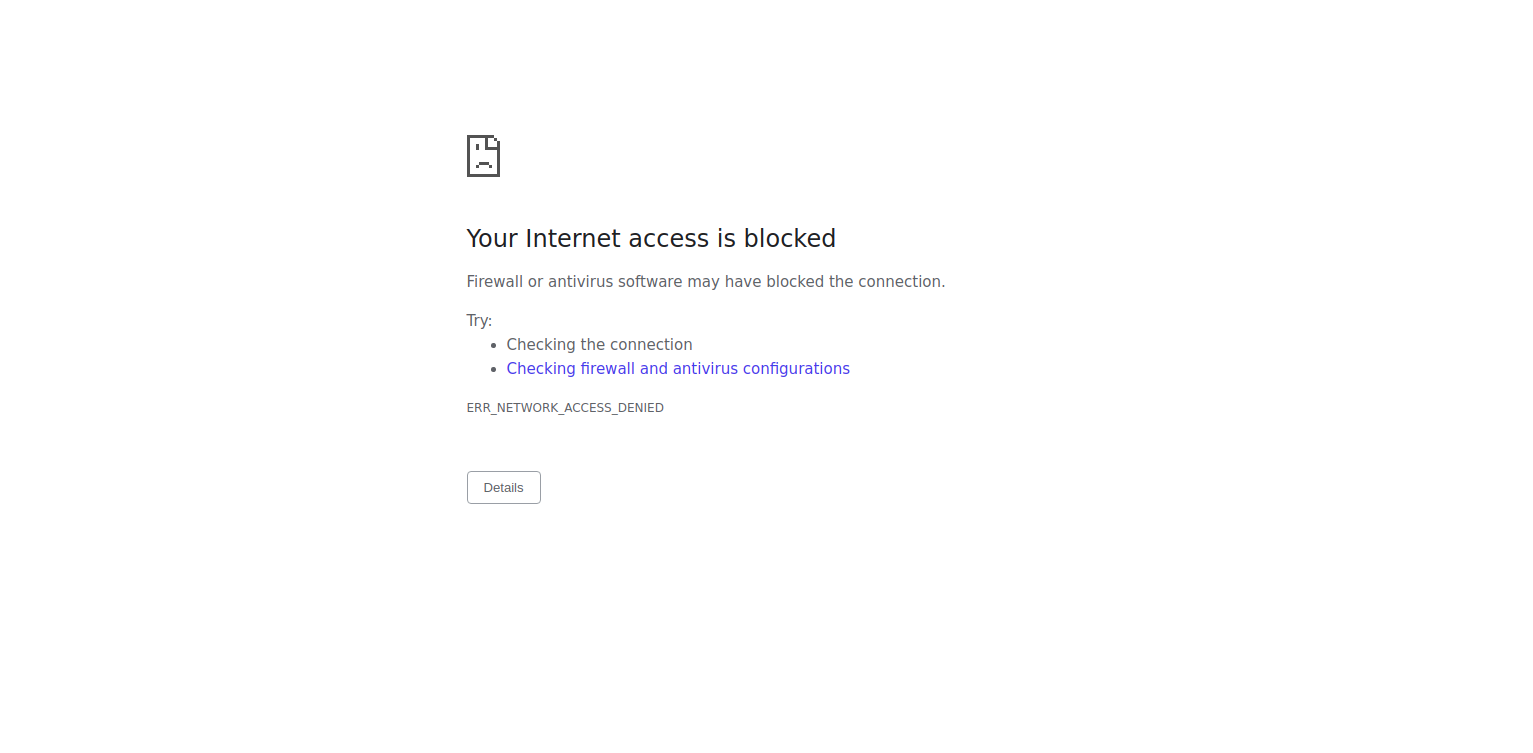 Your Internet access is blocked
Firewall or antivirus software may have blocked the connection.
Try:
Checking the connection
Checking firewall and antivirus configurations
ERR_NETWORK_ACCESS_DENIED
Details